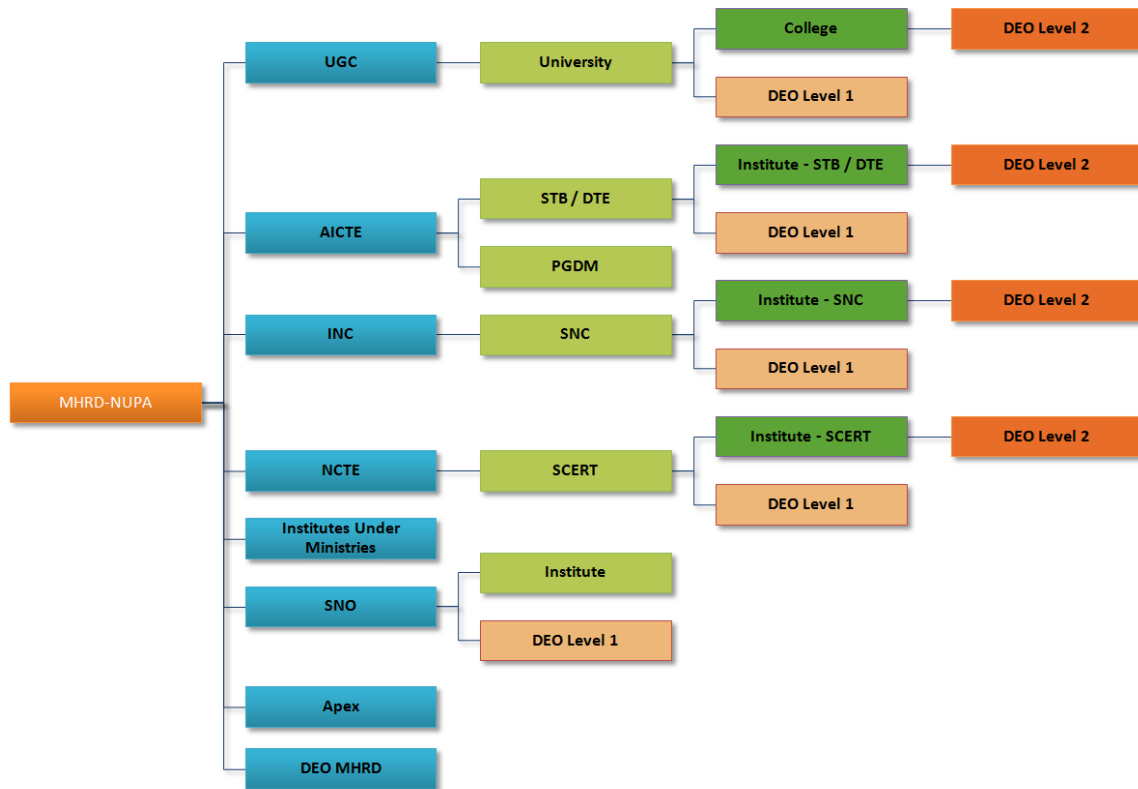 College
DEO Level 2
UGC
University
DEO Level 1
Institute - STB / DTE
DEO Level 2
STB / DTE
AICTE
DEO Level 1
PGDM
Institute - SNC
DEO Level 2
INC
SNC
DEO Level 1
MHRD-NUPA
Institute - SCERT
DEO Level 2
NCTE
SCERT
DEO Level 1
Institutes Under
Ministries
Institute
SNO
DEO Level 1
Apex
DEO MHRD